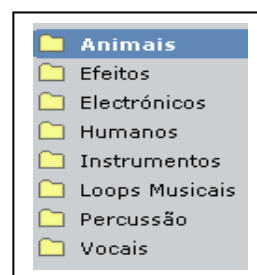 Animais
Efeitos
Electrónicos
Humanos
Instrumentos
Loops Musicais
Percussão
Vocais